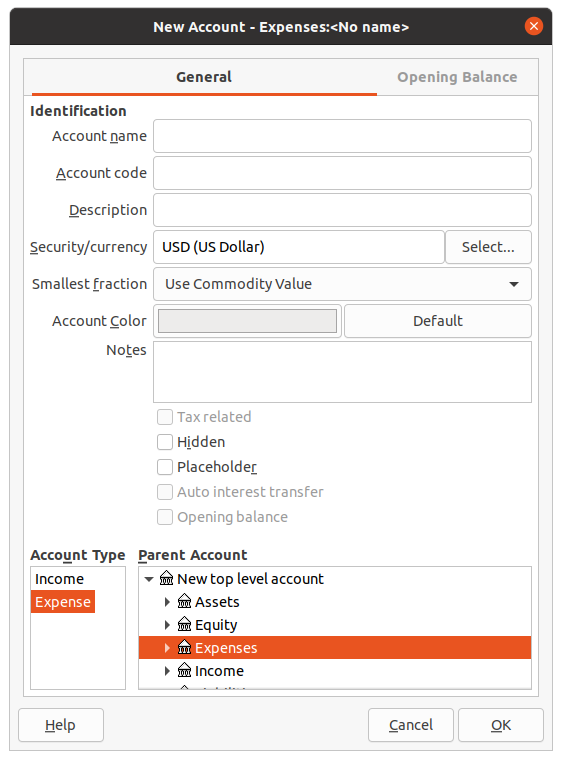 New Account - Expenses:<No name>
General Opening Balance
Identification
Account name
Account code
Description
Security/currency USD (US Dollar) Select...
Smallest fraction Use Commodity Value
Account Color Default
Notes
Tax related
Hidden
Placeholder
Auto interest transfer
Opening balance
Account Type Parent Account
Income New top level account
Expense Assets
Equity
Expenses
Income
Help Cancel OK